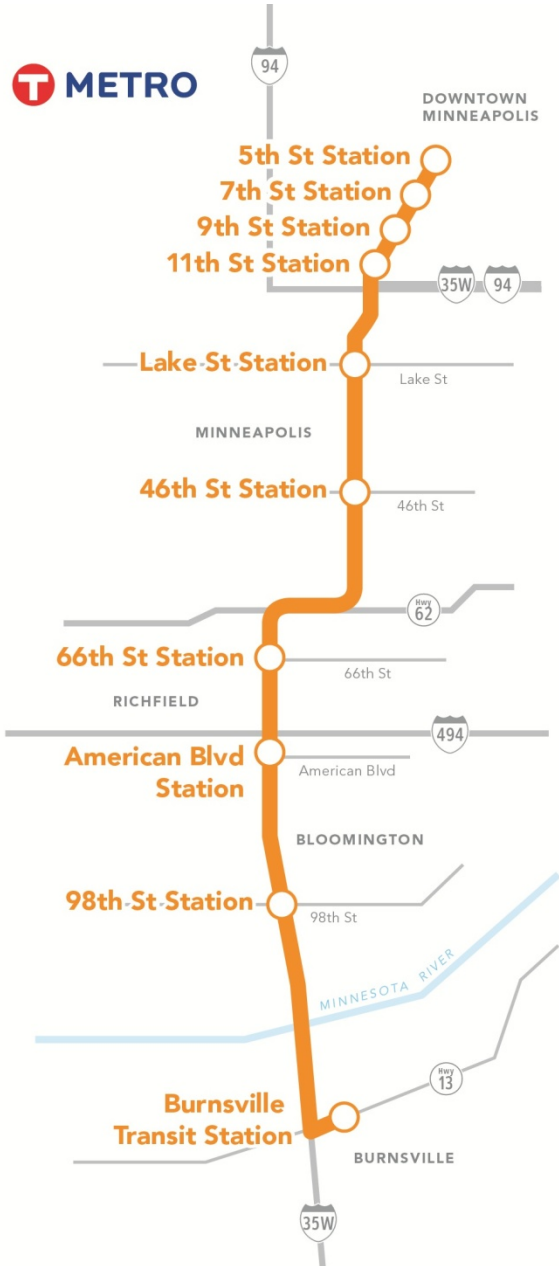 T METRO
94
DOWNTOWN
MINNEAPOLIS
5th St Station
7th St Station
9th St Station
11th St Station
35W
94
Lake St Station
Lake St
MINNEAPOLIS
46th St Station
46th St
Hwy
62
66th St Station
66th St
RICHFIELD
494
American Blvd
Station
American Blvd
BLOOMINGTON
98th St Station
98th St
MINNESOTA RIVER
Hwy
13
Burnsville
Transit Station
BURNSVILLE
35W